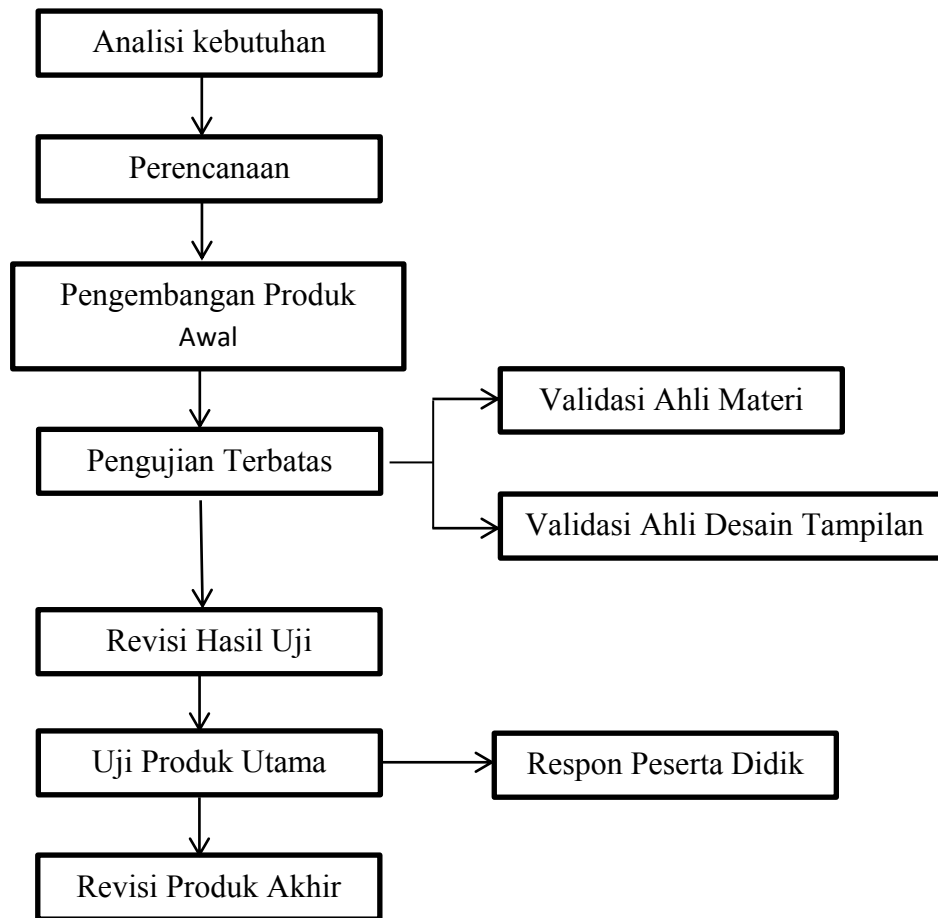 Analisi kebutuhan
Perencanaan
Pengembangan Produk
Awal
Validasi Ahli Materi
Pengujian Terbatas
Validasi Ahli Desain Tampilan
Revisi Hasil Uji
Uji Produk Utama
Respon Peserta Didik
Revisi Produk Akhir